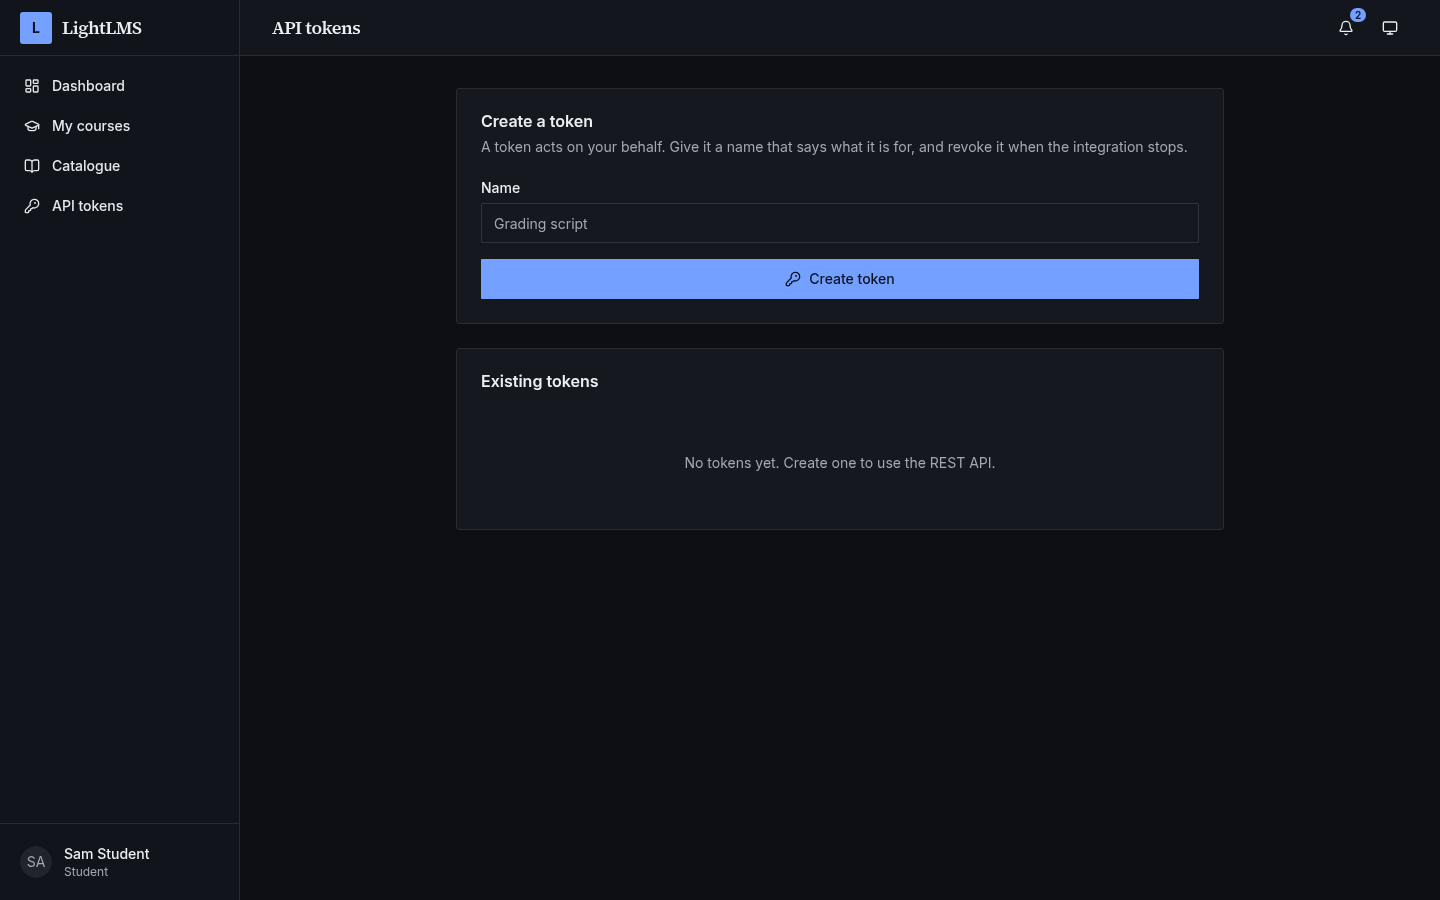 L LightLMS
API tokens
2
Dashboard
My courses
Catalogue
API tokens
Create a token
A token acts on your behalf. Give it a name that says what it is for, and revoke it when the integration stops.
Name
Grading script
Create token
Existing tokens
No tokens yet. Create one to use the REST API.
SA
Sam Student
Student